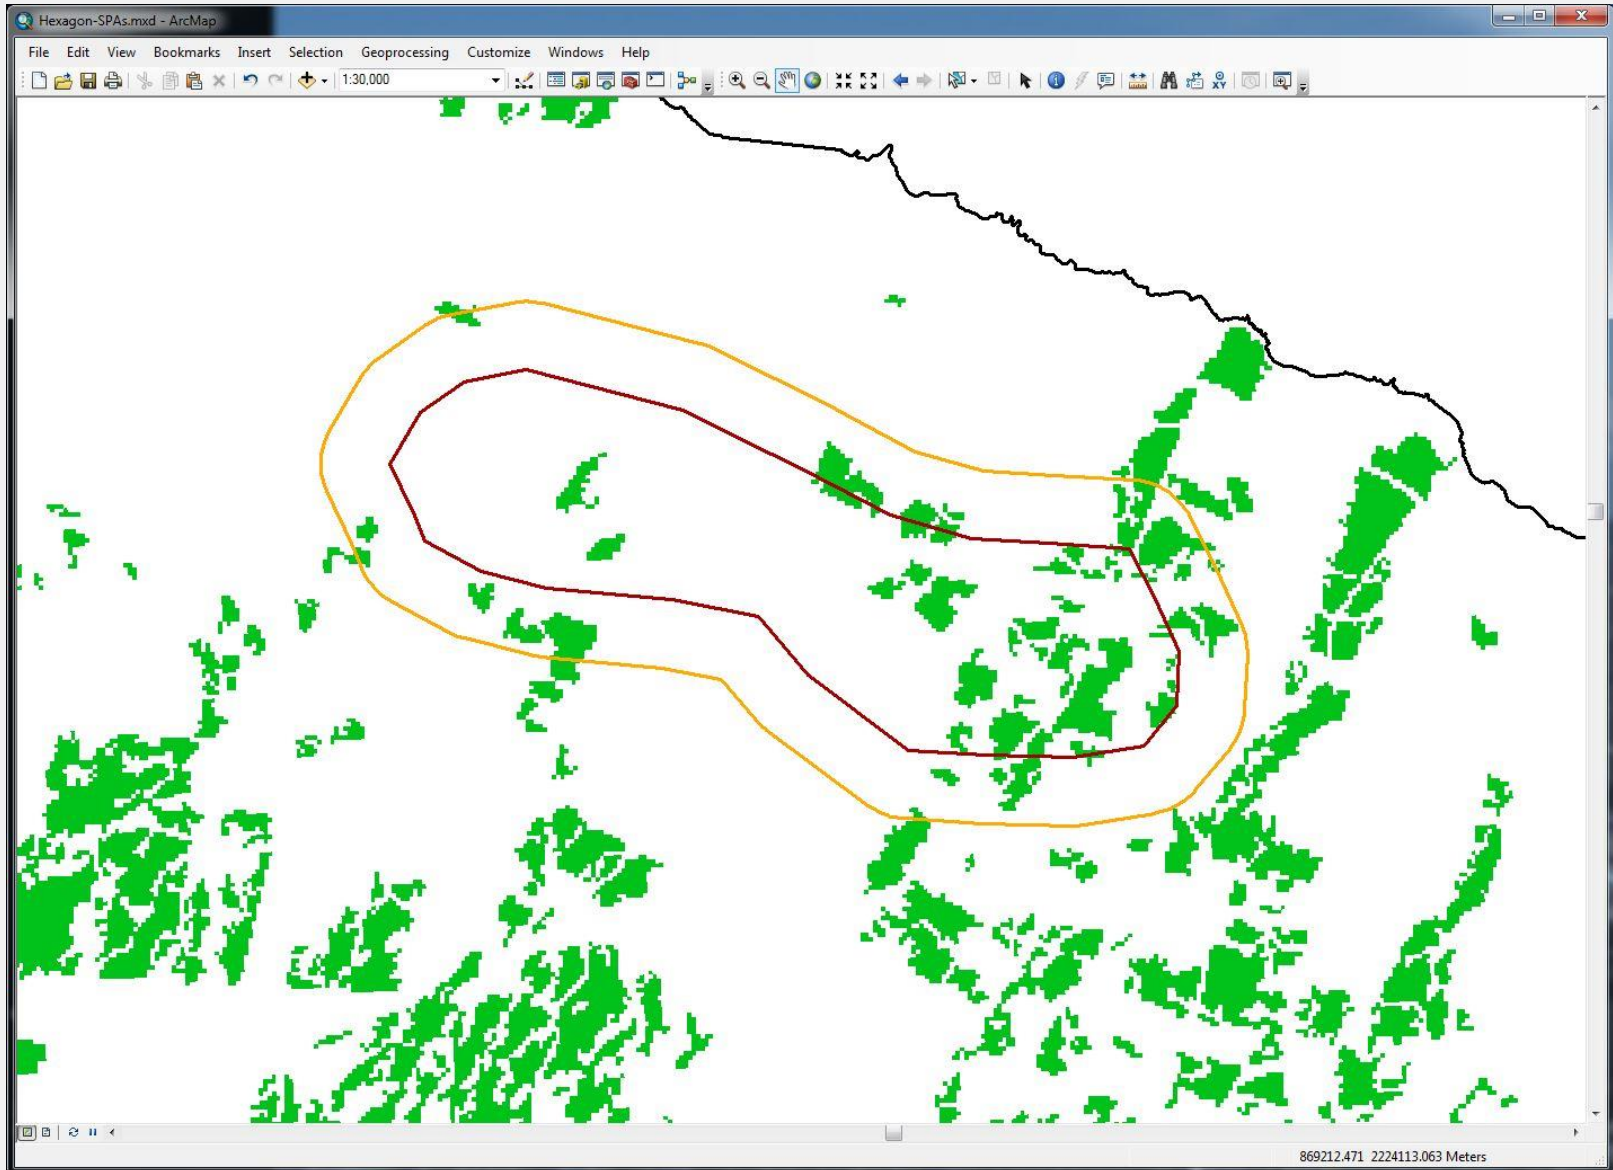 Hexagon-SPAs.mxd - ArcMap
File Edit View Bookmarks Insert Selection Geoprocessing Customize Windows Help
1:30,000
869212.471 2224113.063 Meters